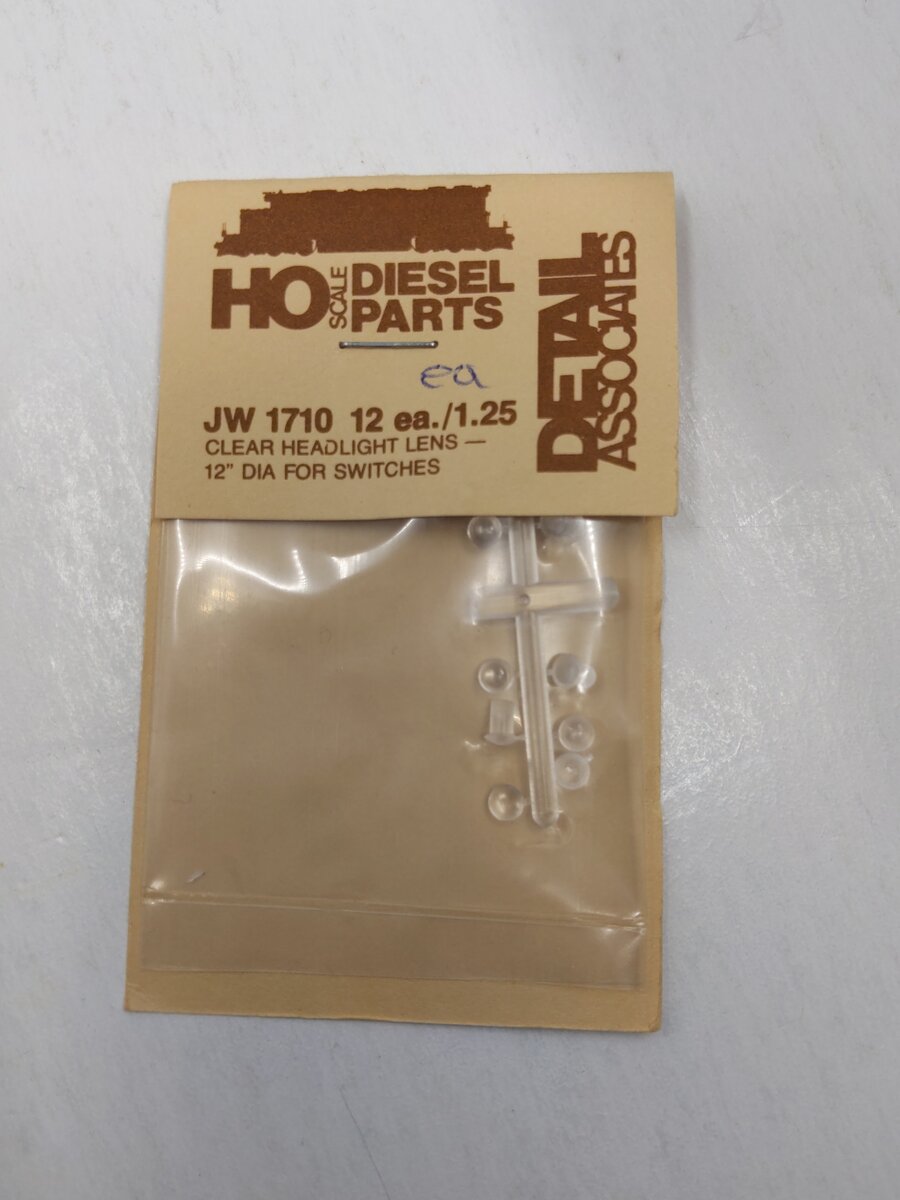 HO SCALE DIESEL PARTS
DETAIL ASSOCIATES
ea
JW 1710 12 ea./1.25
CLEAR HEADLIGHT LENS —
12" DIA FOR SWITCHES